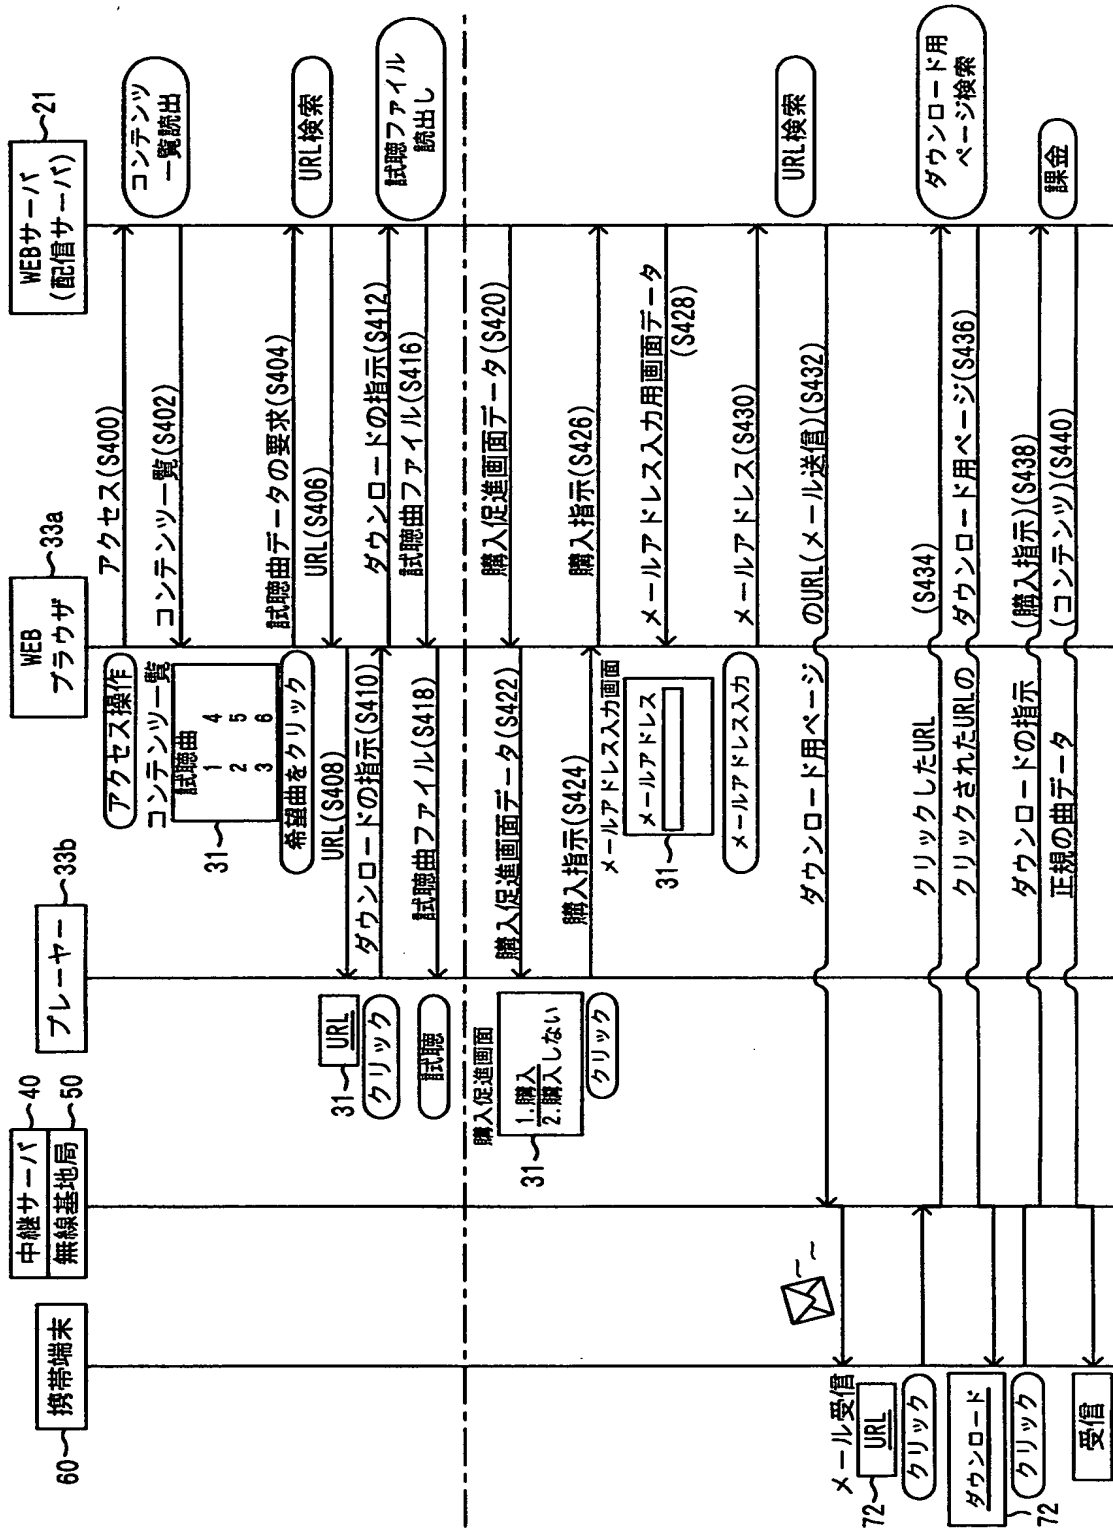 携帯端末
60
中継サーバ
40
無線基地局
50
プレーヤー
33b
WEB
ブラウザ
33a
WEBサーバ
(配信サーバ)
21
アクセス操作
アクセス(S400)
コンテンツ
一覧読出
コンテンツ一覧(S402)
コンテンツ一覧
試聴曲
1 4
2 5
3 6
31
希望曲をクリック
試聴曲データの要求(S404)
URL検索
URL(S406)
URL(S408)
URL
31
クリック
ダウンロードの指示(S410)
ダウンロードの指示(S412)
試聴ファイル
読出し
試聴曲ファイル(S416)
試聴曲ファイル(S418)
試聴
購入促進画面データ(S420)
購入促進画面データ(S422)
購入促進画面
1.購入
2.購入しない
31
クリック
購入指示(S424)
購入指示(S426)
メールアドレス入力用画面データ
(S428)
メールアドレス入力画面
メールアドレス
31
メールアドレス入力
メールアドレス(S430)
URL検索
ダウンロード用ページのURL(メール送信)(S432)
メール受信
URL
72
クリック
クリックしたURL (S434)
ダウンロード用
ページ検索
クリックされたURLのダウンロード用ページ(S436)
ダウンロード
72
クリック
ダウンロードの指示 (購入指示)(S438)
課金
正規の曲データ (コンテンツ)(S440)
受信